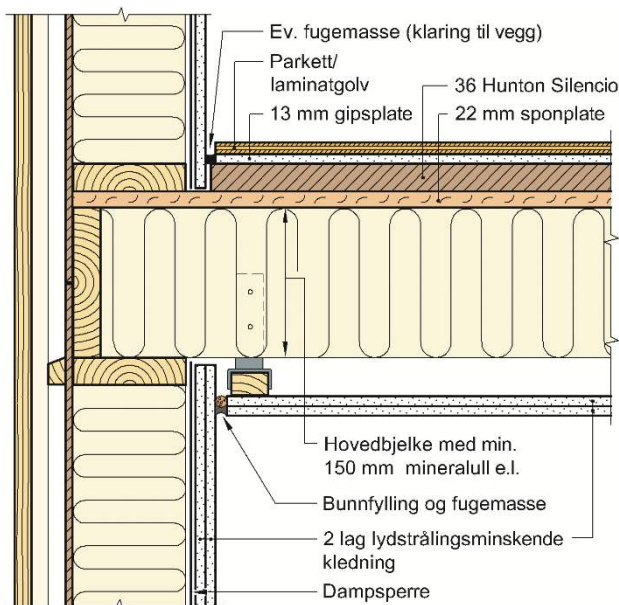 Ev. fugemasse (klaring til vegg)
Parkett/
laminatgolv
36 Hunton Silencio
13 mm gipsplate
22 mm sponplate
Hovedbjelke med min.
150 mm mineralull e.l.
Bunnfylling og fugemasse
2 lag lydstrålingsminskende
kledning
Dampsperre